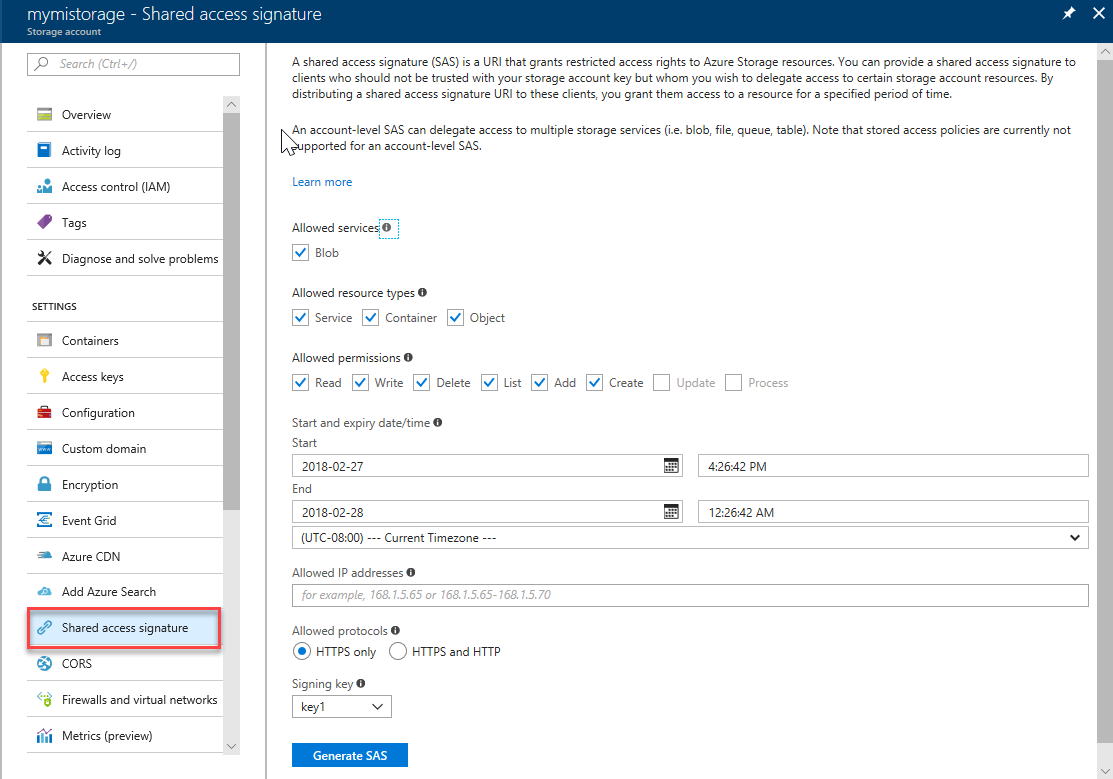 mymistorage - Shared access signature
Storage account
Search (Ctrl+/)
Overview
Activity log
Access control (IAM)
Tags
Diagnose and solve problems
SETTINGS
Containers
Access keys
Configuration
Custom domain
Encryption
Event Grid
Azure CDN
Add Azure Search
Shared access signature
CORS
Firewalls and virtual networks
Metrics (preview)
A shared access signature (SAS) is a URI that grants restricted access rights to Azure Storage resources. You can provide a shared access signature to
clients who should not be trusted with your storage account key but whom you wish to delegate access to certain storage account resources. By
distributing a shared access signature URI to these clients, you grant them access to a resource for a specified period of time.
An account-level SAS can delegate access to multiple storage services (i.e. blob, file, queue, table). Note that stored access policies are currently not
supported for an account-level SAS.
Learn more
Allowed services
Blob
Allowed resource types
Service Container Object
Allowed permissions
Read Write Delete List Add Create Update Process
Start and expiry date/time
Start
2018-02-27 4:26:42 PM
End
2018-02-28 12:26:42 AM
(UTC-08:00) --- Current Timezone ---
Allowed IP addresses
for example, 168.1.5.65 or 168.1.5.65-168.1.5.70
Allowed protocols
HTTPS only HTTPS and HTTP
Signing key
key1
Generate SAS